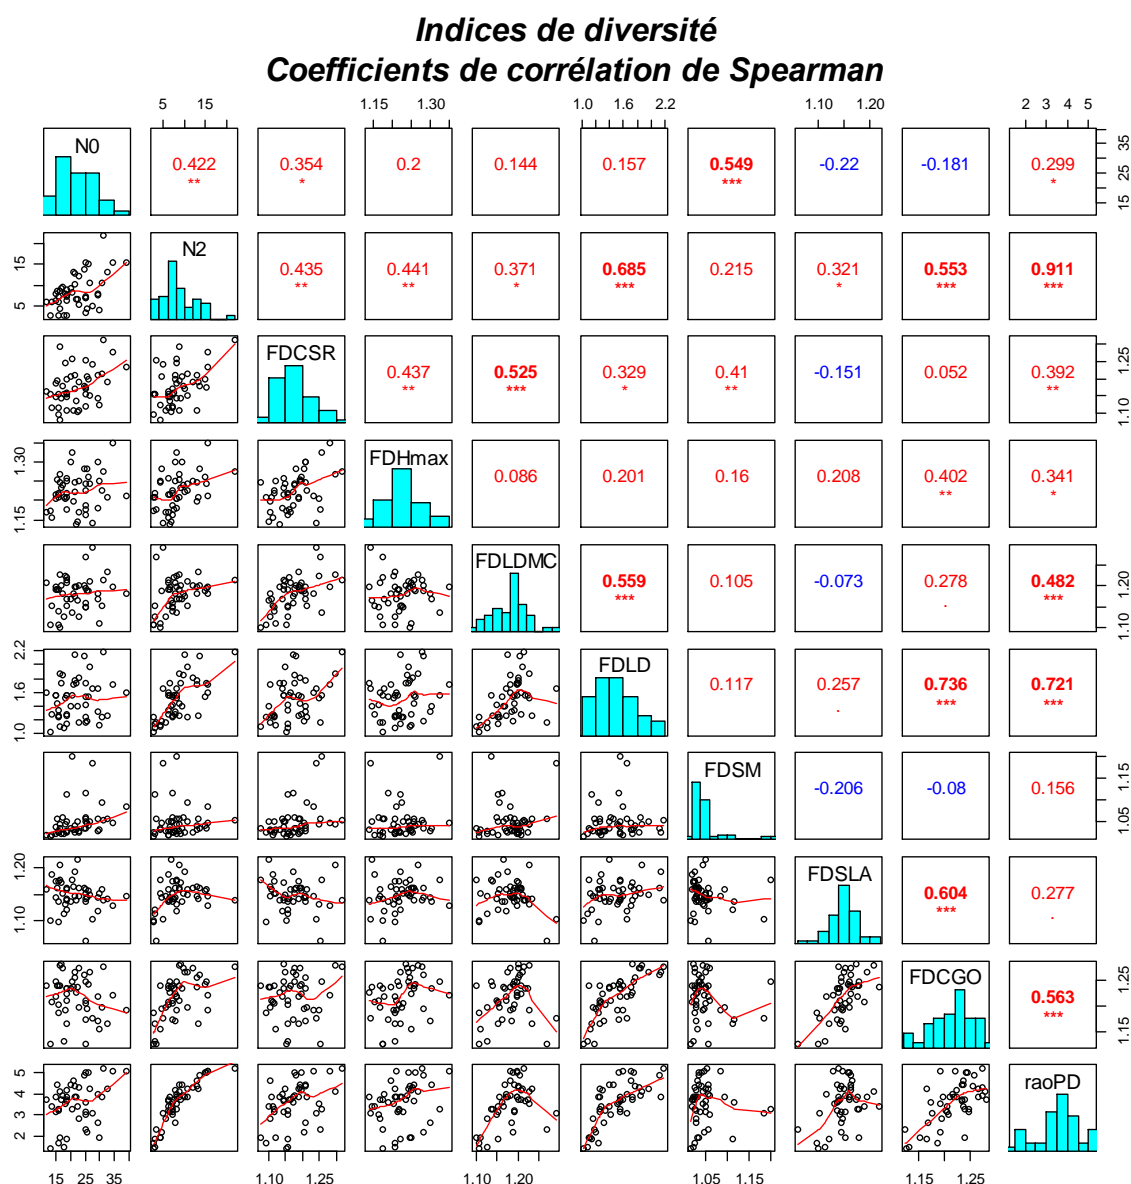 Indices de diversité
Coefficients de corrélation de Spearman
5 15 1.15 1.30 1.0 1.6 2.2 1.10 1.20 2 3 4 5
N0 0.422 ** 0.354 * 0.2 0.144 0.157 0.549 *** -0.22 -0.181 0.299 * 15 25 35
5 15 N2 0.435 ** 0.441 ** 0.371 * 0.685 *** 0.215 0.321 * 0.553 *** 0.911 ***
FDCSR 0.437 ** 0.525 *** 0.329 * 0.41 ** -0.151 0.052 0.392 ** 1.10 1.25
1.15 1.30 FDHmax 0.086 0.201 0.16 0.208 0.402 ** 0.341 *
FDLDMC 0.559 *** 0.105 -0.073 0.278 . 0.482 *** 1.10 1.20
1.0 1.6 2.2 FDLD 0.117 0.257 . 0.736 *** 0.721 ***
FDSM -0.206 -0.08 0.156 1.05 1.15
1.10 1.20 FDSLA 0.604 *** 0.277 .
FDCGO 0.563 *** 1.15 1.25
2 3 4 5 raoPD
15 25 35 1.10 1.25 1.10 1.20 1.05 1.15 1.15 1.25